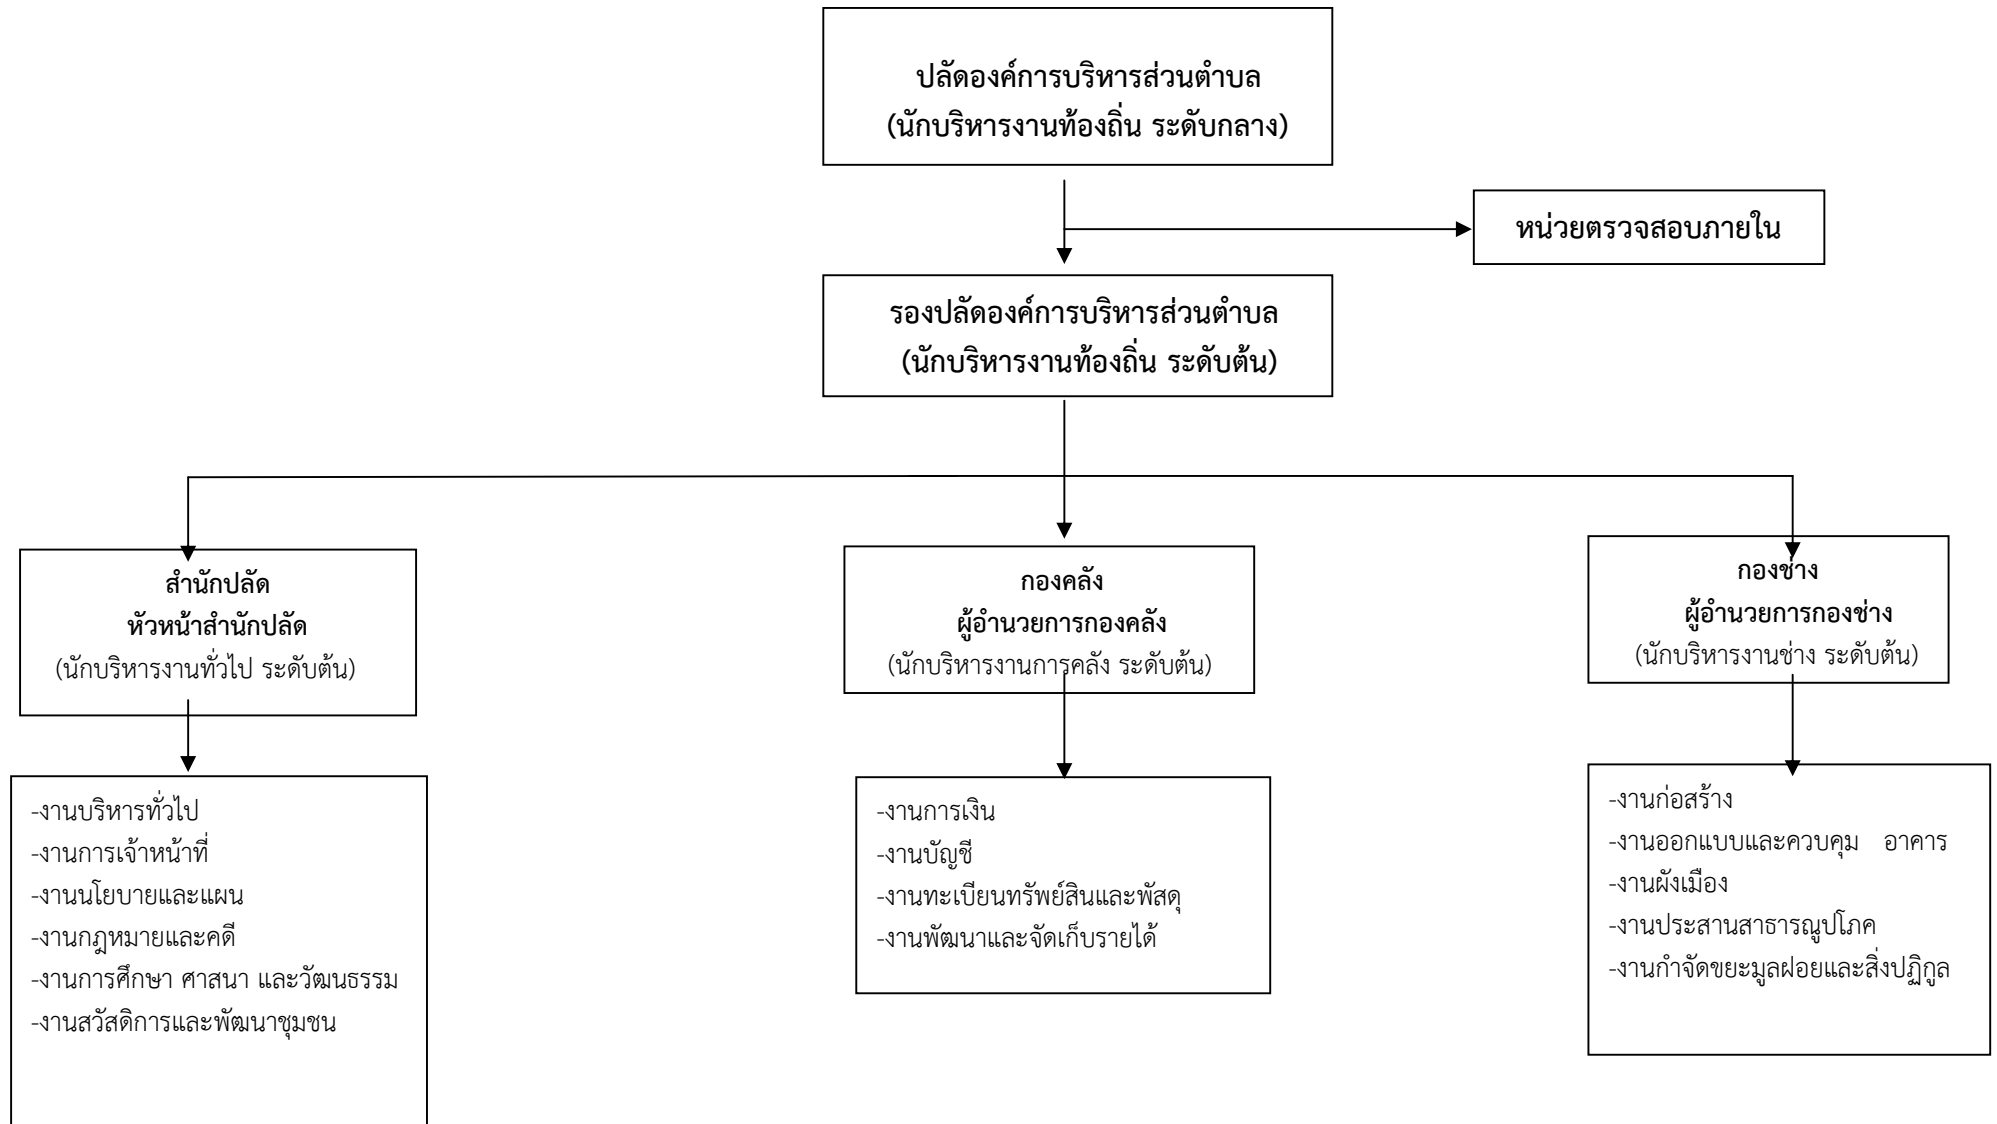 ปลัดองค์การบริหารส่วนตำบล
(นักบริหารงานท้องถิ่น ระดับกลาง)
หน่วยตรวจสอบภายใน
รองปลัดองค์การบริหารส่วนตำบล
(นักบริหารงานท้องถิ่น ระดับต้น)
สำนักปลัด
หัวหน้าสำนักปลัด
(นักบริหารงานทั่วไป ระดับต้น)
กองคลัง
ผู้อำนวยการกองคลัง
(นักบริหารงานการคลัง ระดับต้น)
กองช่าง
ผู้อำนวยการกองช่าง
(นักบริหารงานช่าง ระดับต้น)
-งานบริหารทั่วไป
-งานการเจ้าหน้าที่
-งานนโยบายและแผน
-งานกฎหมายและคดี
-งานการศึกษา ศาสนา และวัฒนธรรม
-งานสวัสดิการและพัฒนาชุมชน
-งานการเงิน
-งานบัญชี
-งานทะเบียนทรัพย์สินและพัสดุ
-งานพัฒนาและจัดเก็บรายได้
-งานก่อสร้าง
-งานออกแบบและควบคุม อาคาร
-งานผังเมือง
-งานประสานสาธารณูปโภค
-งานกำจัดขยะมูลฝอยและสิ่งปฏิกูล